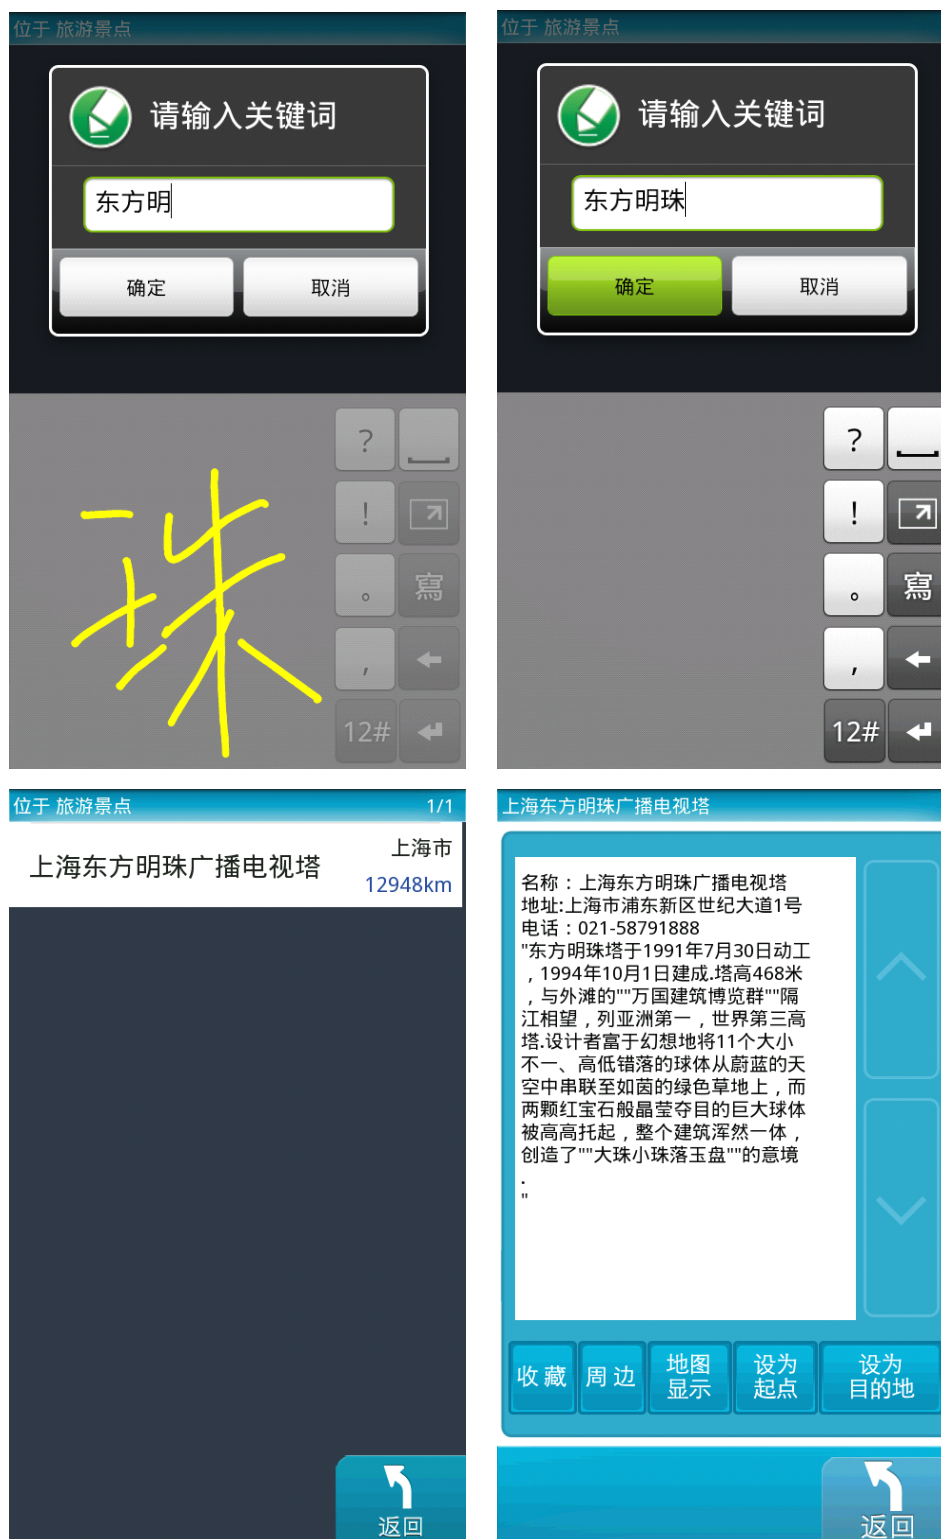 位于 旅游景点
请输入关键词
东方明
确定 取消
珠
?
!
。 寫
,
12#
位于 旅游景点
请输入关键词
东方明珠
确定 取消
?
!
。 寫
,
12#
位于 旅游景点 1/1
上海东方明珠广播电视塔 上海市
12948km
返回
上海东方明珠广播电视塔
名称：上海东方明珠广播电视塔
地址:上海市浦东新区世纪大道1号
电话：021-58791888
"东方明珠塔于1991年7月30日动工
，1994年10月1日建成.塔高468米
，与外滩的""万国建筑博览群""隔
江相望，列亚洲第一，世界第三高
塔.设计者富于幻想地将11个大小
不一、高低错落的球体从蔚蓝的天
空中串联至如茵的绿色草地上，而
两颗红宝石般晶莹夺目的巨大球体
被高高托起，整个建筑浑然一体，
创造了""大珠小珠落玉盘""的意境
.
"
收藏 周边 地图显示 设为起点 设为目的地
返回